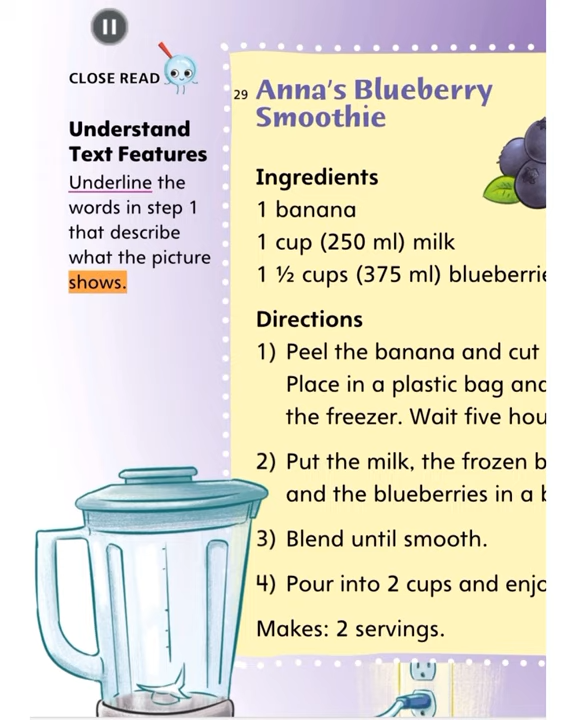 CLOSE READ
Understand
Text Features
Underline the
words in step 1
that describe
what the picture
shows.
29 Anna's Blueberry
Smoothie
Ingredients
1 banana
1 cup (250 ml) milk
1 ½ cups (375 ml) blueberrie
Directions
1) Peel the banana and cut
Place in a plastic bag and
the freezer. Wait five hou
2) Put the milk, the frozen b
and the blueberries in a b
3) Blend until smooth.
4) Pour into 2 cups and enjo
Makes: 2 servings.